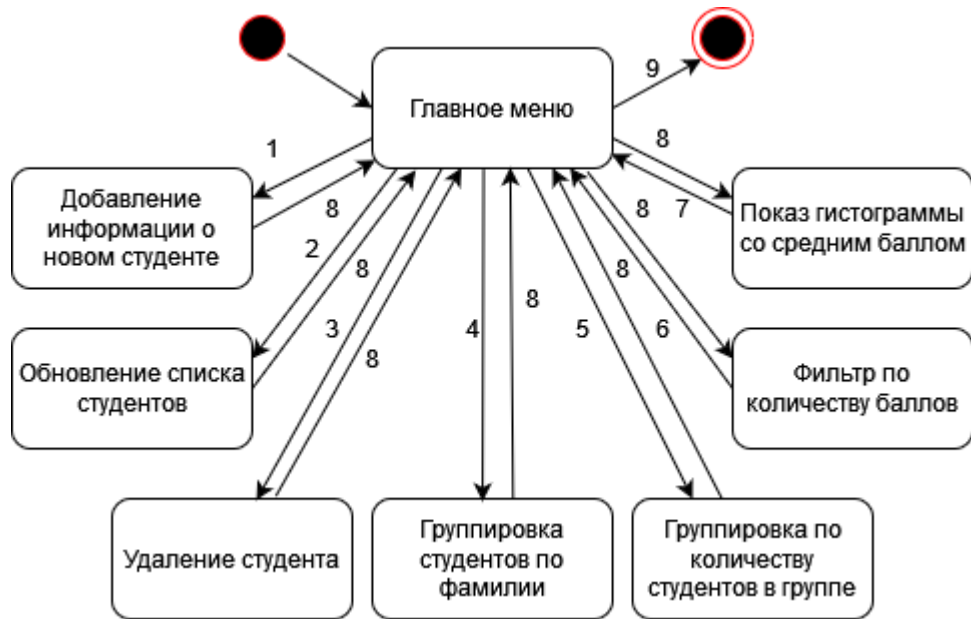 9
Главное меню
1
8
Добавление
информации о
новом студенте
8
7
Показ гистограммы
со средним баллом
2
8
8
8
Обновление списка
студентов
3
8
4
8
5
6
Фильтр по
количеству баллов
Удаление студента
Группировка
студентов по
фамилии
Группировка по
количеству
студентов в группе